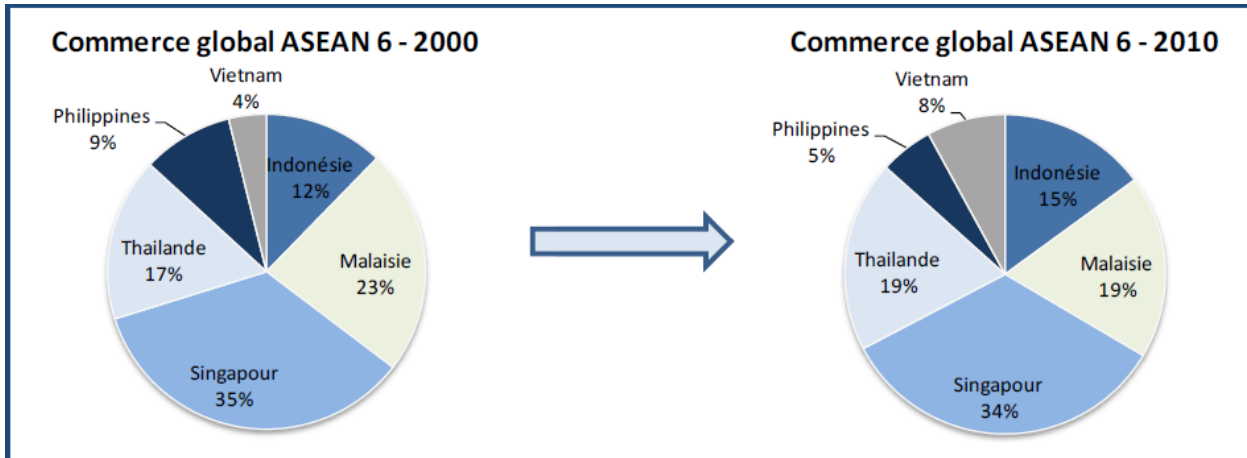 Commerce global ASEAN 6 - 2000
Vietnam
4%
Philippines
9%
Indonésie
12%
Thailande
17%
Malaisie
23%
Singapour
35%
Commerce global ASEAN 6 - 2010
Vietnam
8%
Philippines
5%
Indonésie
15%
Thailande
19%
Malaisie
19%
Singapour
34%